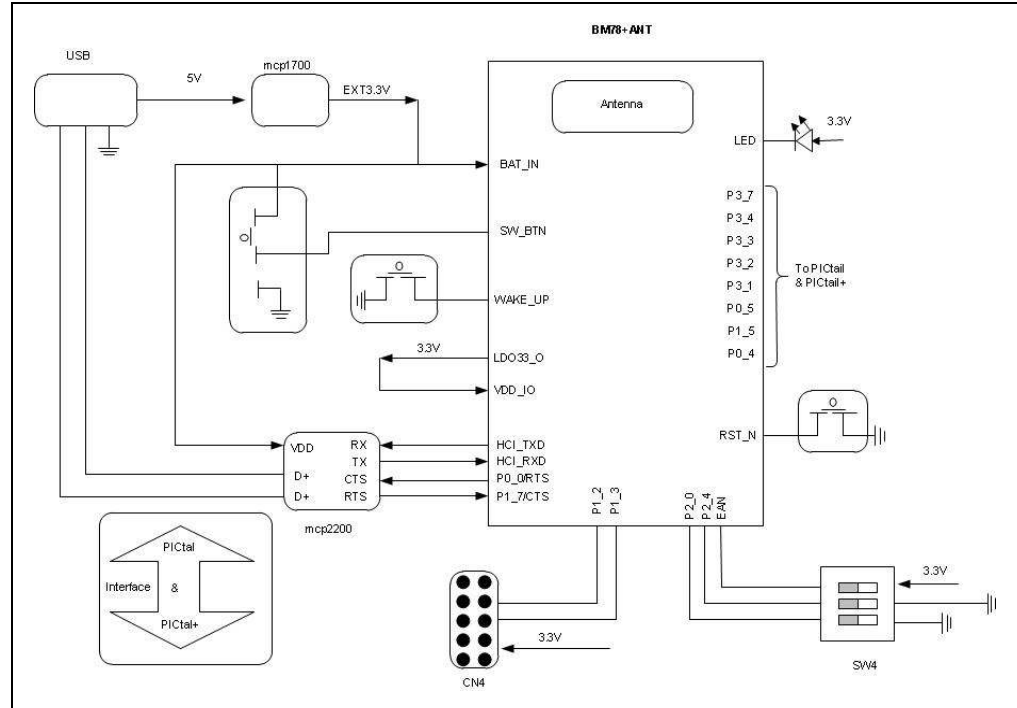 BM78+ANT
USB
5V
mcp1700
EXT3.3V
Antenna
LED
3.3V
BAT_IN
SW_BTN
O
WAKE_UP
O
3.3V
LDO33_O
VDD_IO
P3_7
P3_4
P3_3
P3_2
P3_1
P0_5
P1_5
P0_4
To PICtail
& PICtail+
RST_N
O
VDD
RX
HCI_TXD
TX
HCI_RXD
D+
CTS
P0_0/RTS
D+
RTS
P1_7/CTS
mcp2200
P1_2
P1_3
P2_0
P2_4
EAN
PICtal
Interface
&
PICtal+
3.3V
CN4
3.3V
SW4